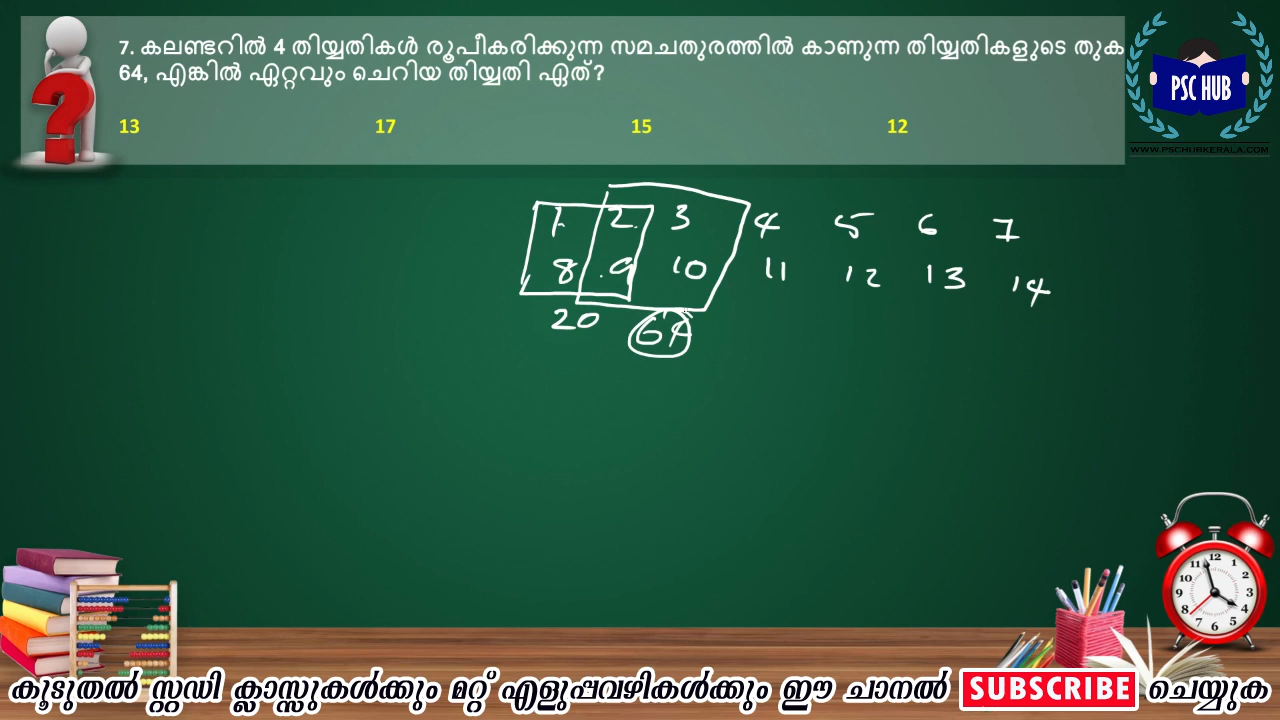 7. കലണ്ടറിൽ 4 തിയ്യതികൾ രൂപീകരിക്കുന്ന സമചതുരത്തിൽ കാണുന്ന തിയ്യതികളുടെ തുക
64, എങ്കിൽ ഏറ്റവും ചെറിയ തിയ്യതി ഏത്?
13 17 15 12
PSC HUB
WWW.PSCHUBKERALA.COM
1 2 3 4 5 6 7
8 9 10 11 12 13 14
20 64
കൂടുതൽ സ്റ്റഡി ക്ലാസ്സുകൾക്കും മറ്റ് എളുപ്പവഴികൾക്കും ഈ ചാനൽ SUBSCRIBE ചെയ്യുക